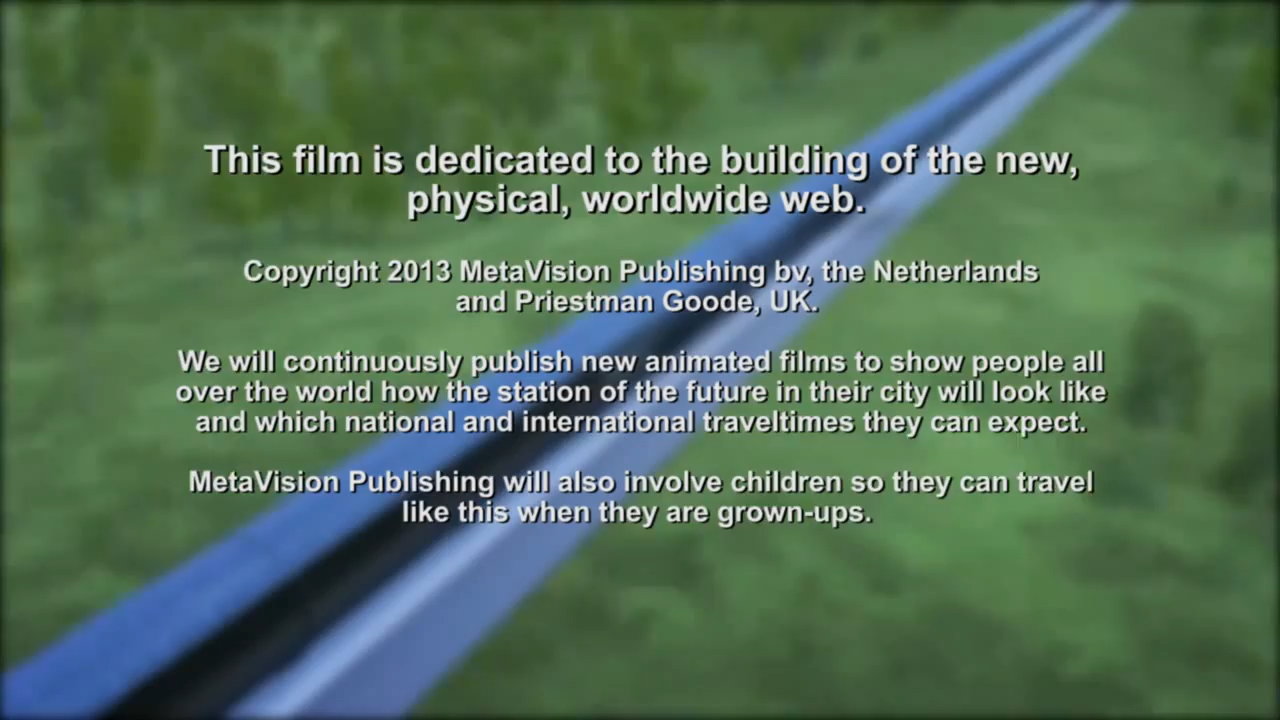 This film is dedicated to the building of the new,
physical, worldwide web.
Copyright 2013 MetaVision Publishing bv, the Netherlands
and Priestman Goode, UK.
We will continuously publish new animated films to show people all
over the world how the station of the future in their city will look like
and which national and international traveltimes they can expect.
MetaVision Publishing will also involve children so they can travel
like this when they are grown-ups.